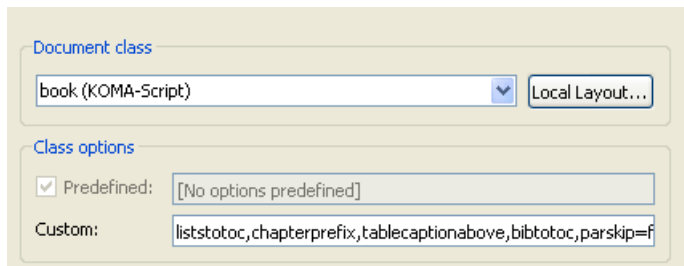 Document class
book (KOMA-Script)
Local Layout...
Class options
Predefined:
[No options predefined]
Custom:
liststotoc,chapterprefix,tablecaptionabove,bibtotoc,parskip=f